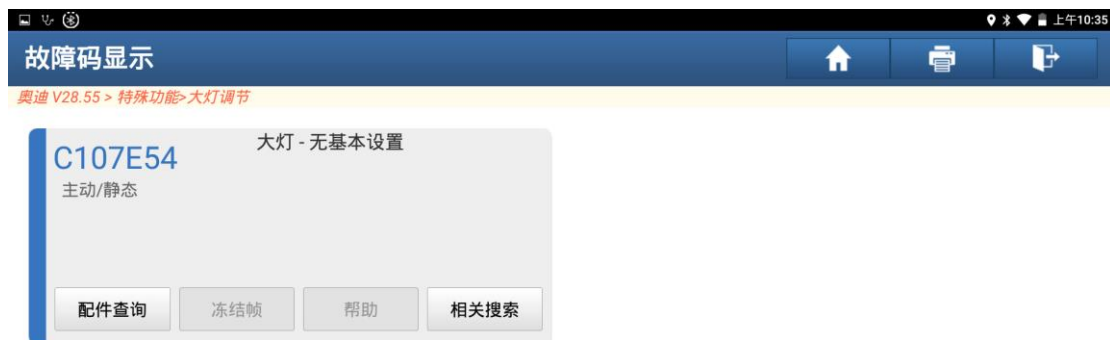 上午10:35
故障码显示
奥迪 V28.55 > 特殊功能>大灯调节
C107E54
大灯 - 无基本设置
主动/静态
配件查询
冻结帧
帮助
相关搜索